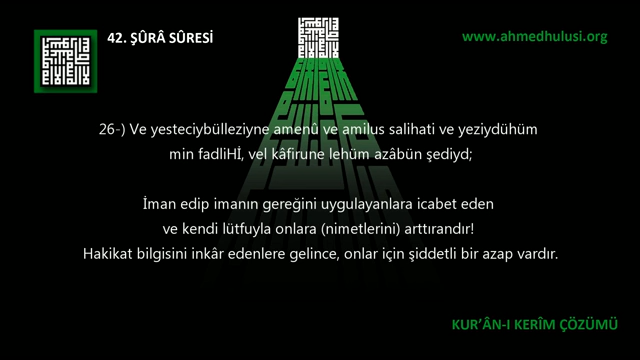 42. ŞÛRÂ SÛRESİ
www.ahmedhulusi.org
26-) Ve yesteciybülleziyne amenû ve amilus salihati ve yeziydühüm
min fadliHİ, vel kâfirune lehüm azâbün şediyd;
İman edip imanın gereğini uygulayanlara icabet eden
ve kendi lütfuyla onlara (nimetlerini) arttırandır!
Hakikat bilgisini inkâr edenlere gelince, onlar için şiddetli bir azap vardır.
KUR'ÂN-I KERÎM ÇÖZÜMÜ